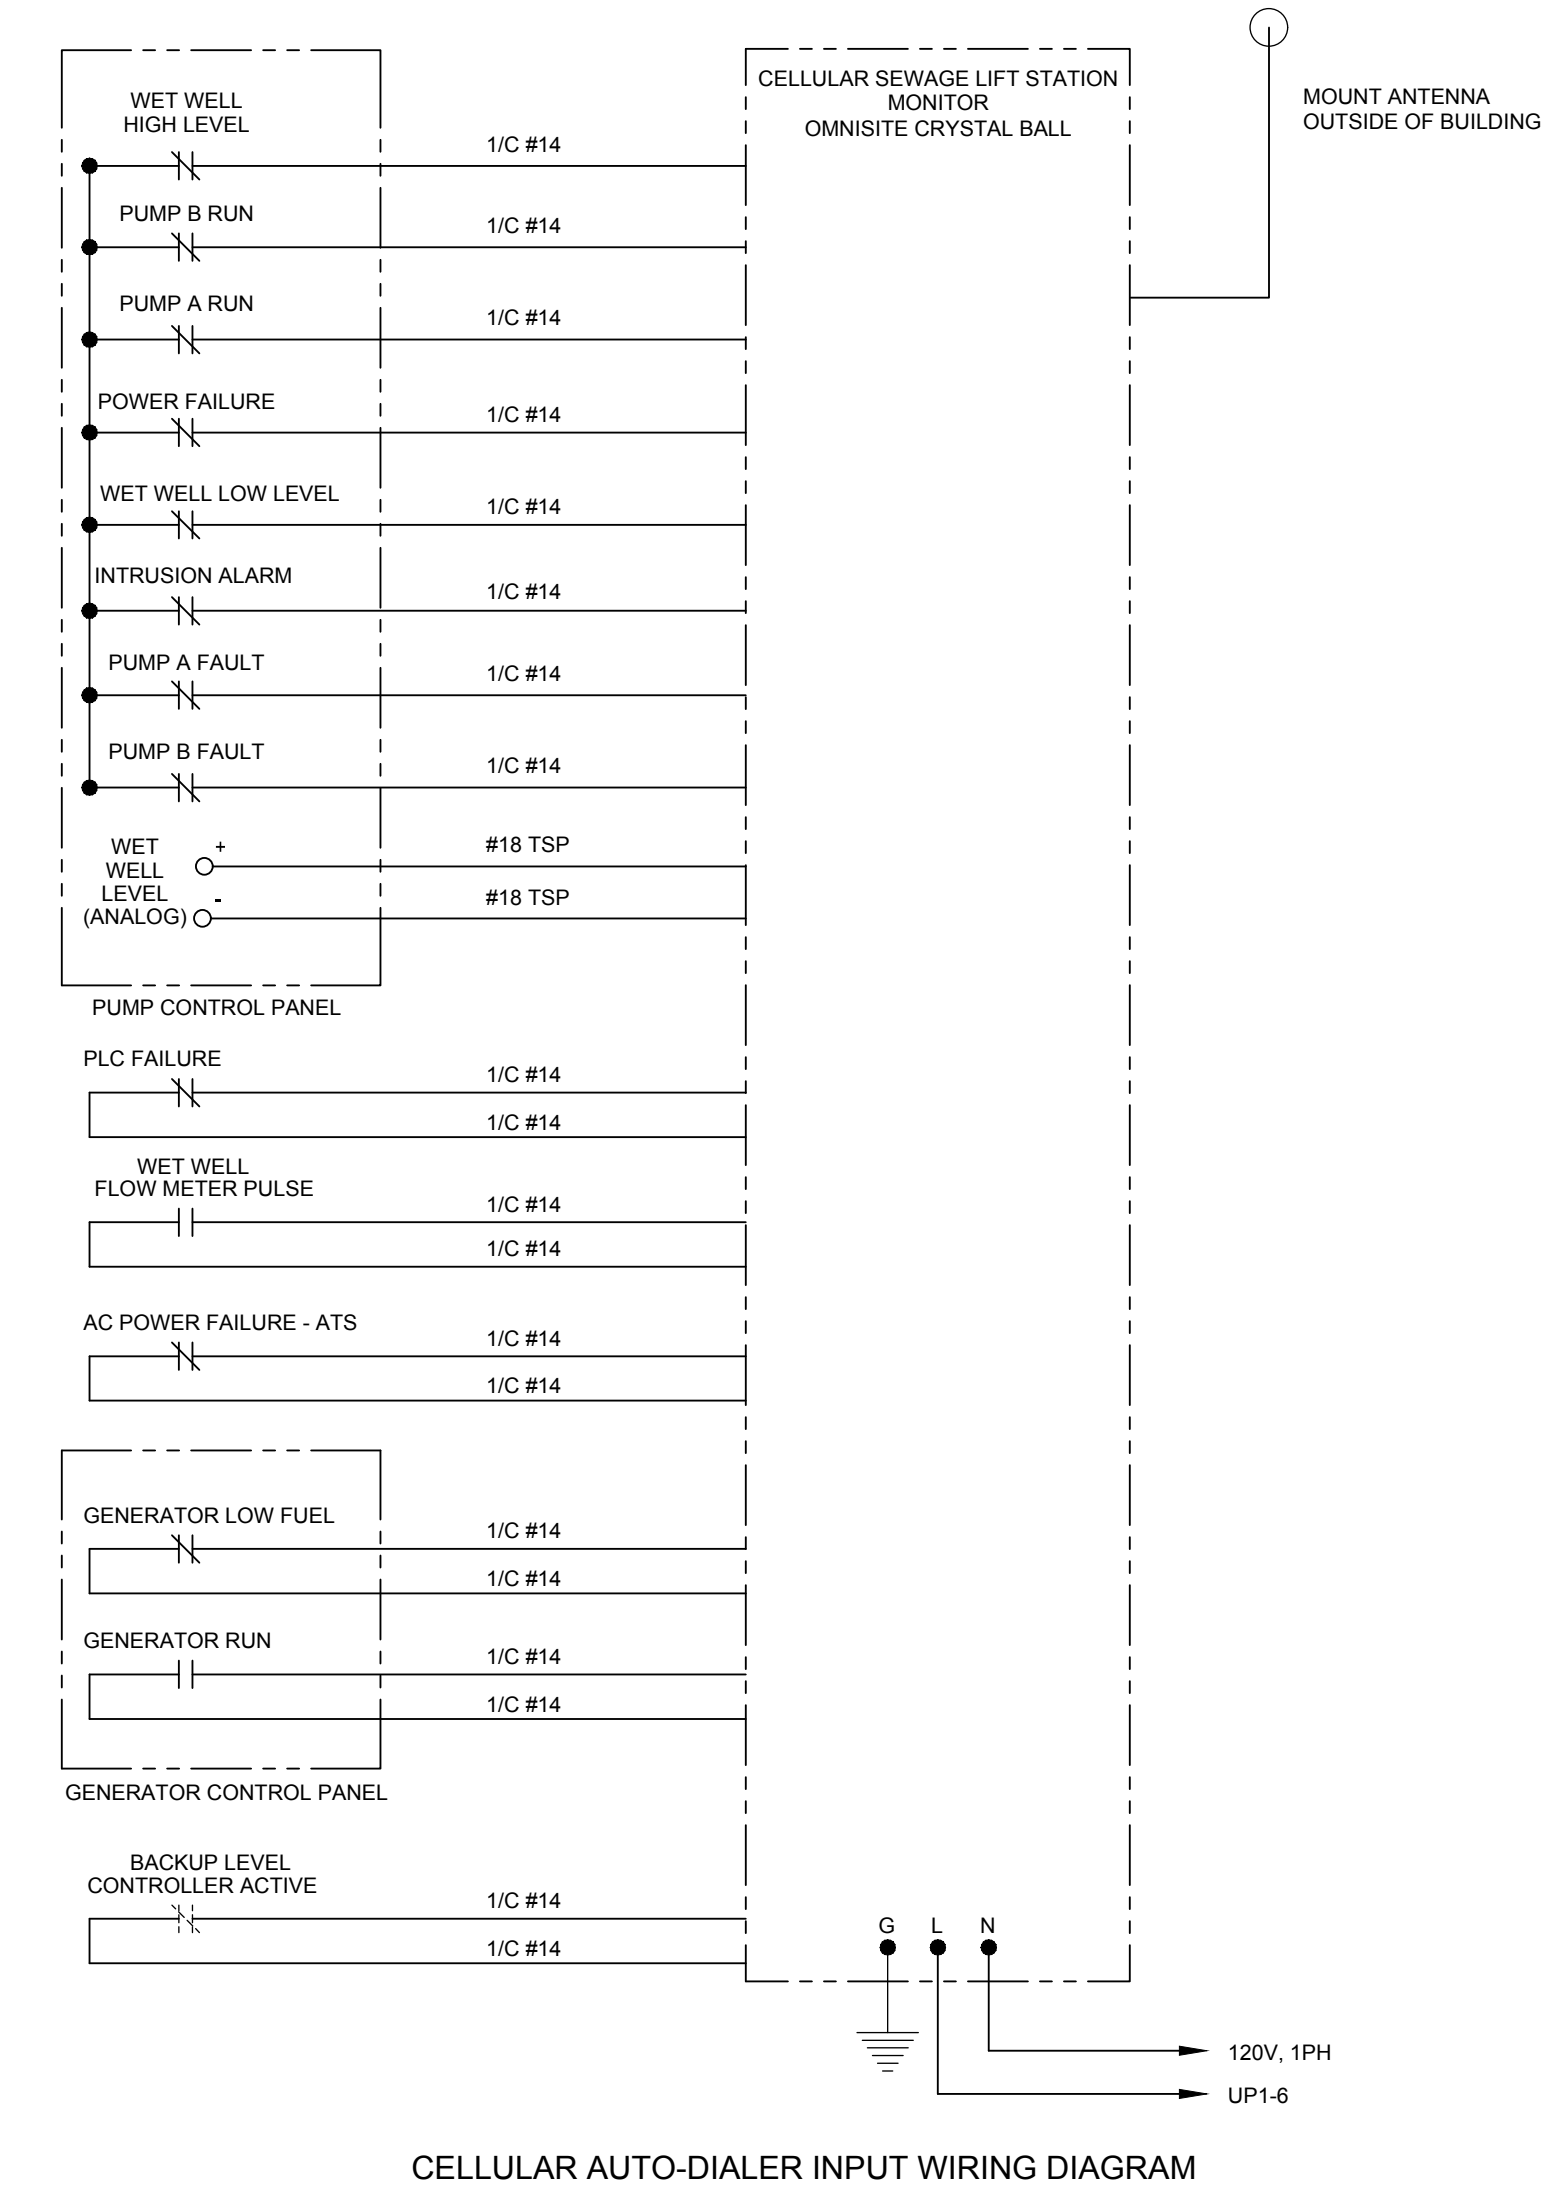 CELLULAR SEWAGE LIFT STATION
MONITOR
OMNISITE CRYSTAL BALL
MOUNT ANTENNA
OUTSIDE OF BUILDING
WET WELL
HIGH LEVEL
1/C #14
PUMP B RUN
1/C #14
PUMP A RUN
1/C #14
POWER FAILURE
1/C #14
WET WELL LOW LEVEL
1/C #14
INTRUSION ALARM
1/C #14
PUMP A FAULT
1/C #14
PUMP B FAULT
1/C #14
WET
WELL
LEVEL
(ANALOG)
+
#18 TSP
-
#18 TSP
PUMP CONTROL PANEL
PLC FAILURE
1/C #14
1/C #14
WET WELL
FLOW METER PULSE
1/C #14
1/C #14
AC POWER FAILURE - ATS
1/C #14
1/C #14
GENERATOR LOW FUEL
1/C #14
1/C #14
GENERATOR RUN
1/C #14
1/C #14
GENERATOR CONTROL PANEL
BACKUP LEVEL
CONTROLLER ACTIVE
1/C #14
1/C #14
G L N
120V, 1PH
UP1-6
CELLULAR AUTO-DIALER INPUT WIRING DIAGRAM